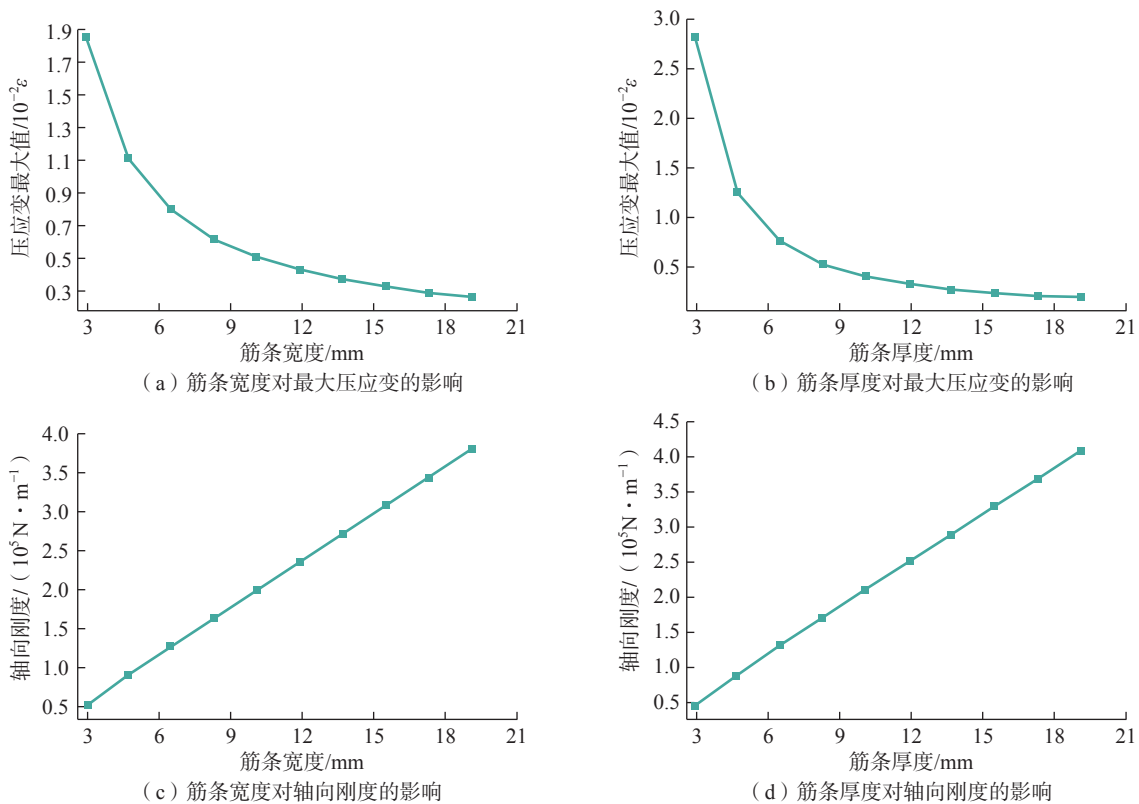 压应变最大值/10⁻²ε
1.9
1.7
1.5
1.3
1.1
0.9
0.7
0.5
0.3
3 6 9 12 15 18 21
筋条宽度/mm
（a）筋条宽度对最大压应变的影响
压应变最大值/10⁻²ε
3.0
2.5
2.0
1.5
1.0
0.5
3 6 9 12 15 18 21
筋条厚度/mm
（b）筋条厚度对最大压应变的影响
轴向刚度/（10⁵N·m⁻¹）
4.0
3.5
3.0
2.5
2.0
1.5
1.0
0.5
3 6 9 12 15 18 21
筋条宽度/mm
（c）筋条宽度对轴向刚度的影响
轴向刚度/（10⁵N·m⁻¹）
4.5
4.0
3.5
3.0
2.5
2.0
1.5
1.0
0.5
3 6 9 12 15 18 21
筋条厚度/mm
（d）筋条厚度对轴向刚度的影响